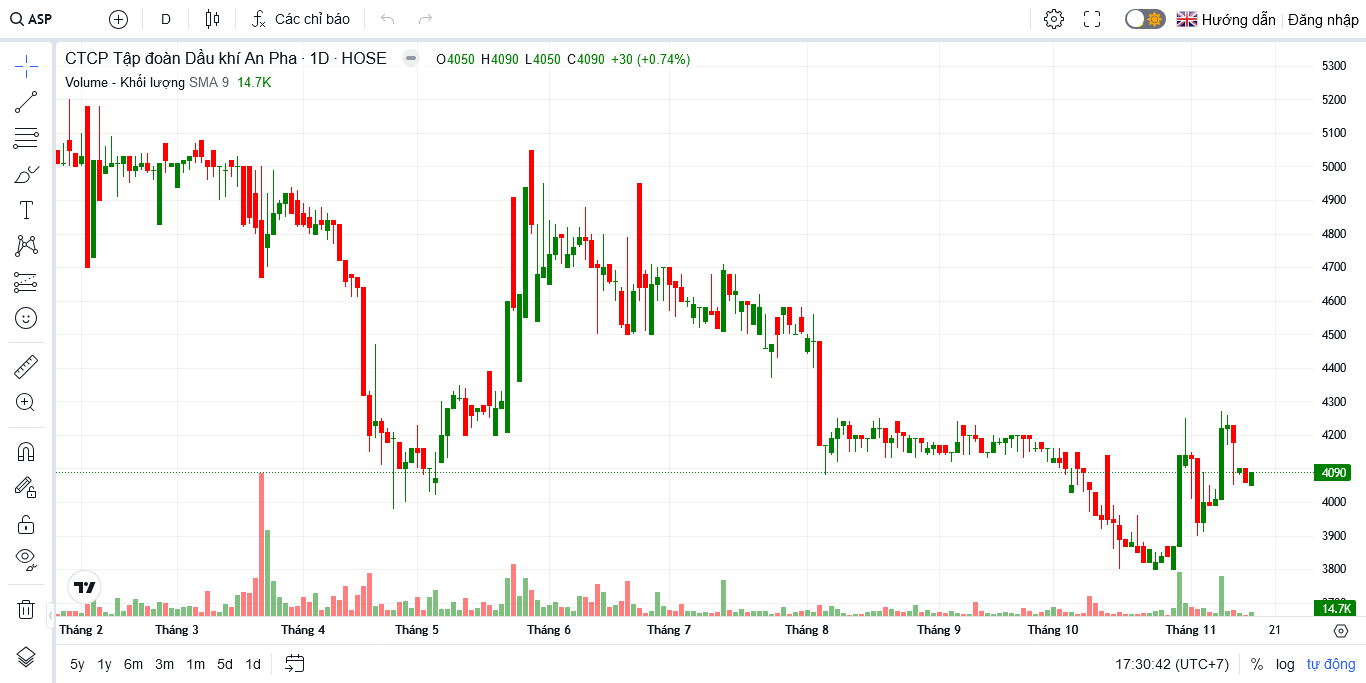 ASP D Các chỉ báo Hướng dẫn Đăng nhập
CTCP Tập đoàn Dầu khí An Pha · 1D · HOSE O4050 H4090 L4050 C4090 +30 (+0.74%)
Volume - Khối lượng SMA 9 14.7K
5300
5200
5100
5000
4900
4800
4700
4600
4500
4400
4300
4200
4090
4000
3900
3800
14.7K
Tháng 2 Tháng 3 Tháng 4 Tháng 5 Tháng 6 Tháng 7 Tháng 8 Tháng 9 Tháng 10 Tháng 11 21
5y 1y 6m 3m 1m 5d 1d 17:30:42 (UTC+7) % log tự động